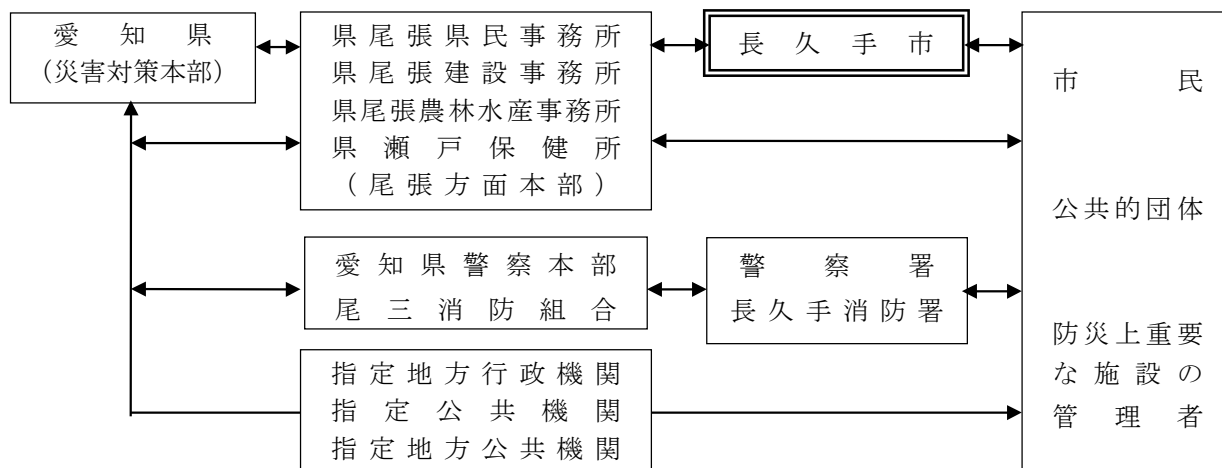 愛知県
(災害対策本部)
県尾張県民事務所
県尾張建設事務所
県尾張農林水産事務所
県瀬戸保健所
(尾張方面本部)
長久手市
市民
公共的団体
防災上重要
な施設の
管理者
愛知県警察本部
尾三消防組合
警察署
長久手消防署
指定地方行政機関
指定公共機関
指定地方公共機関